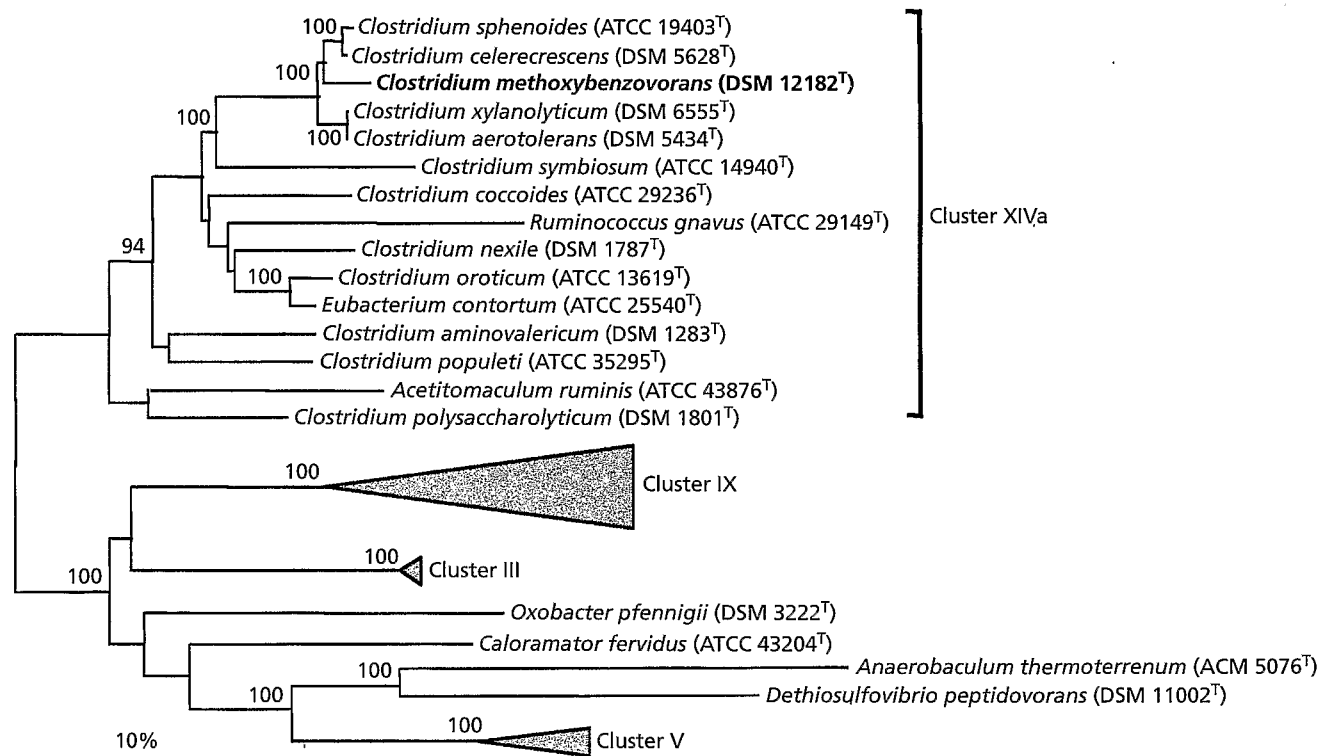 100 Clostridium sphenoides (ATCC 19403ᵀ)
Clostridium celerecrescens (DSM 5628ᵀ)
100 Clostridium methoxybenzovorans (DSM 12182ᵀ)
Clostridium xylanolyticum (DSM 6555ᵀ)
100
100 Clostridium aerotolerans (DSM 5434ᵀ)
Clostridium symbiosum (ATCC 14940ᵀ)
Clostridium coccoides (ATCC 29236ᵀ)
Cluster XIVa
Ruminococcus gnavus (ATCC 29149ᵀ)
94
Clostridium nexile (DSM 1787ᵀ)
100 Clostridium oroticum (ATCC 13619ᵀ)
Eubacterium contortum (ATCC 25540ᵀ)
Clostridium aminovalericum (DSM 1283ᵀ)
Clostridium populeti (ATCC 35295ᵀ)
Acetitomaculum ruminis (ATCC 43876ᵀ)
Clostridium polysaccharolyticum (DSM 1801ᵀ)
100 Cluster IX
100 Cluster III
100
Oxobacter pfennigii (DSM 3222ᵀ)
Caloramator fervidus (ATCC 43204ᵀ)
100 Anaerobaculum thermoterrenum (ACM 5076ᵀ)
100 Dethiosulfovibrio peptidovorans (DSM 11002ᵀ)
100 Cluster V
10%